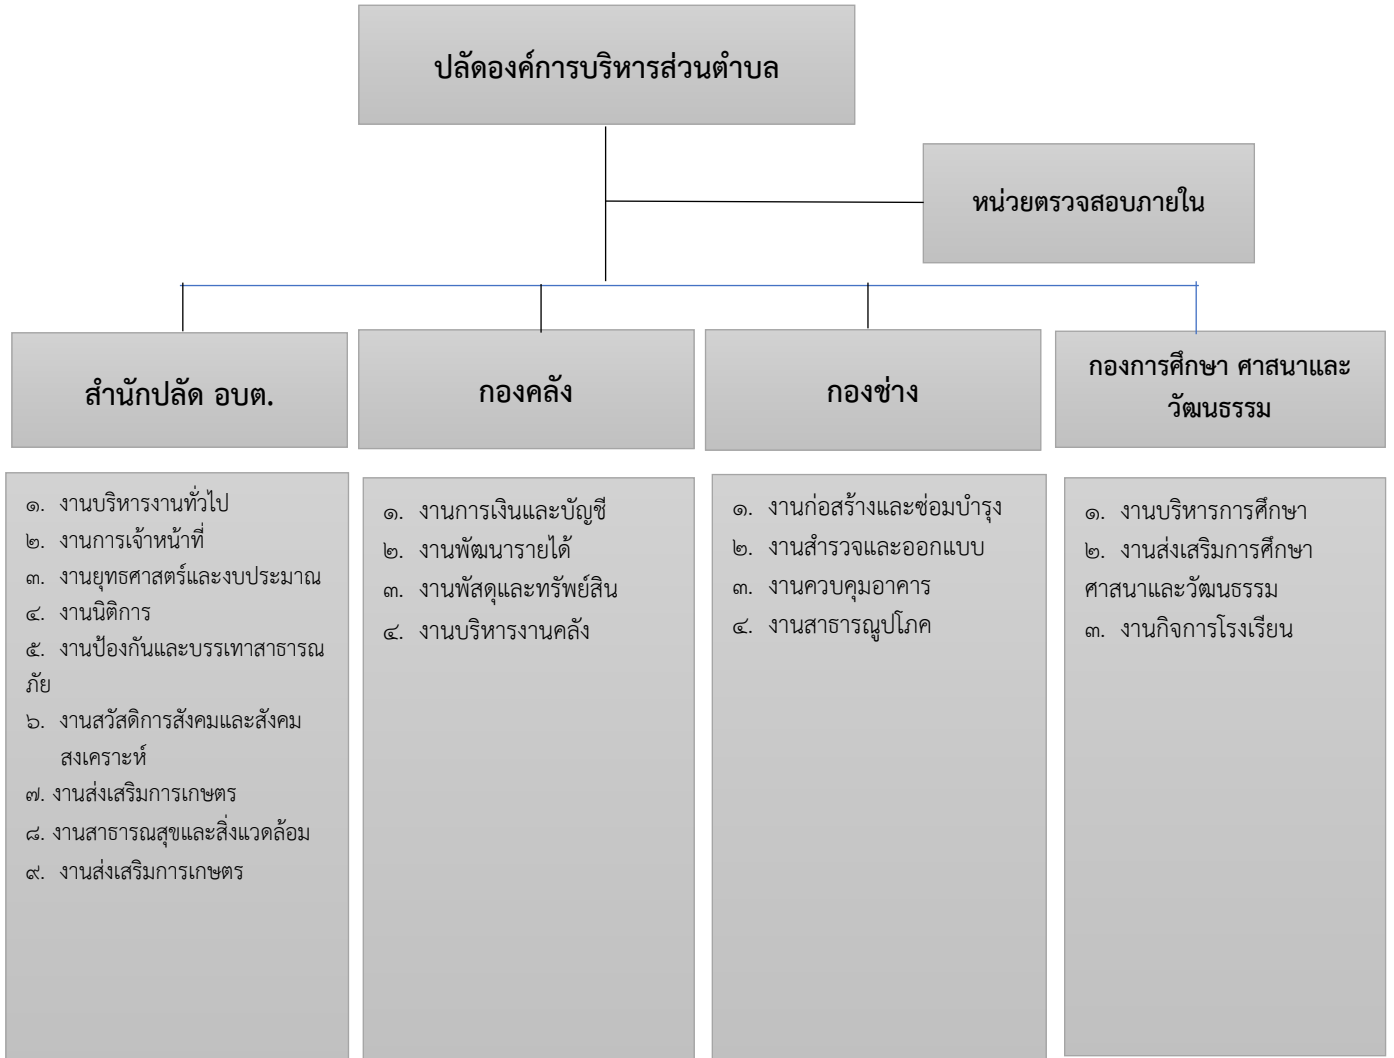 ปลัดองค์การบริหารส่วนตำบล
หน่วยตรวจสอบภายใน
สำนักปลัด อบต.
กองคลัง
กองช่าง
กองการศึกษา ศาสนาและ
วัฒนธรรม
๑. งานบริหารงานทั่วไป
๒. งานการเจ้าหน้าที่
๓. งานยุทธศาสตร์และงบประมาณ
๔. งานนิติการ
๕. งานป้องกันและบรรเทาสาธารณ
ภัย
๖. งานสวัสดิการสังคมและสังคม
สงเคราะห์
๗. งานส่งเสริมการเกษตร
๘. งานสาธารณสุขและสิ่งแวดล้อม
๙. งานส่งเสริมการเกษตร
๑. งานการเงินและบัญชี
๒. งานพัฒนารายได้
๓. งานพัสดุและทรัพย์สิน
๔. งานบริหารงานคลัง
๑. งานก่อสร้างและซ่อมบำรุง
๒. งานสำรวจและออกแบบ
๓. งานควบคุมอาคาร
๔. งานสาธารณูปโภค
๑. งานบริหารการศึกษา
๒. งานส่งเสริมการศึกษา
ศาสนาและวัฒนธรรม
๓. งานกิจการโรงเรียน